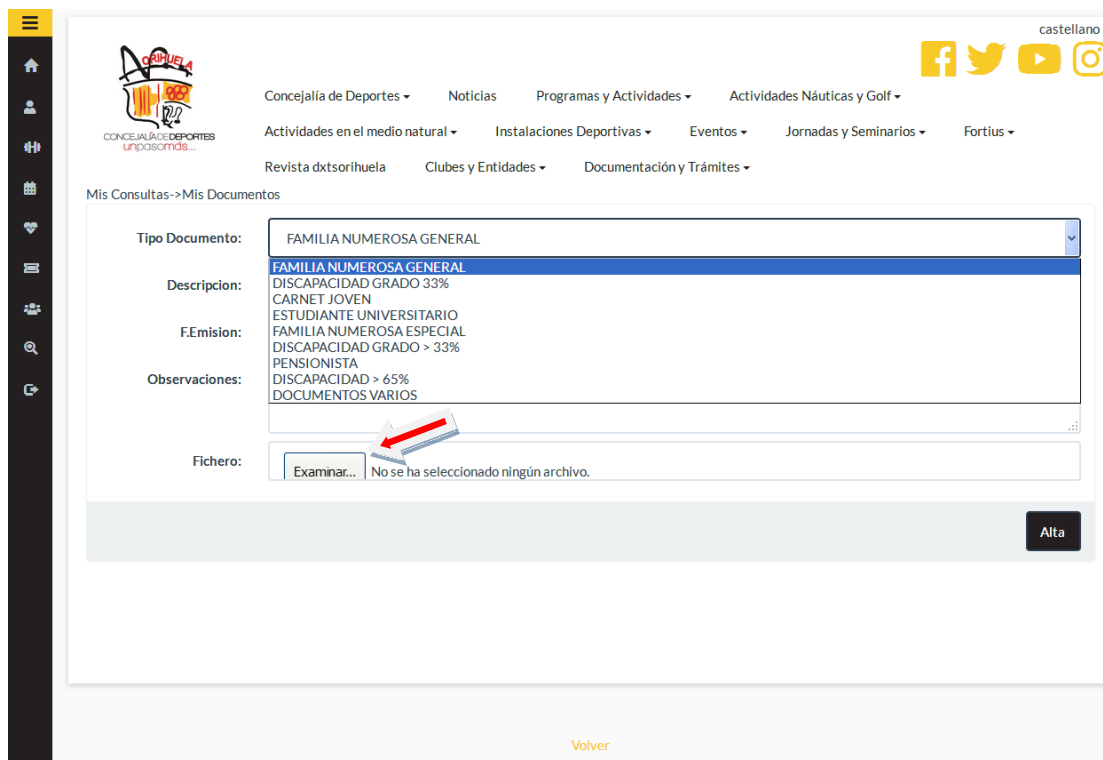 castellano
ORIHUELA
CONCEJALÍADEDEPORTES
unpasomás...
Concejalía de Deportes Noticias Programas y Actividades Actividades Náuticas y Golf
Actividades en el medio natural Instalaciones Deportivas Eventos Jornadas y Seminarios Fortius
Revista dxtsorihuela Clubes y Entidades Documentación y Trámites
Mis Consultas->Mis Documentos
Tipo Documento: FAMILIA NUMEROSA GENERAL
FAMILIA NUMEROSA GENERAL
Descripcion: DISCAPACIDAD GRADO 33%
CARNET JOVEN
ESTUDIANTE UNIVERSITARIO
F.Emision: FAMILIA NUMEROSA ESPECIAL
DISCAPACIDAD GRADO > 33%
PENSIONISTA
Observaciones: DISCAPACIDAD > 65%
DOCUMENTOS VARIOS
Fichero: Examinar... No se ha seleccionado ningún archivo.
Alta
Volver